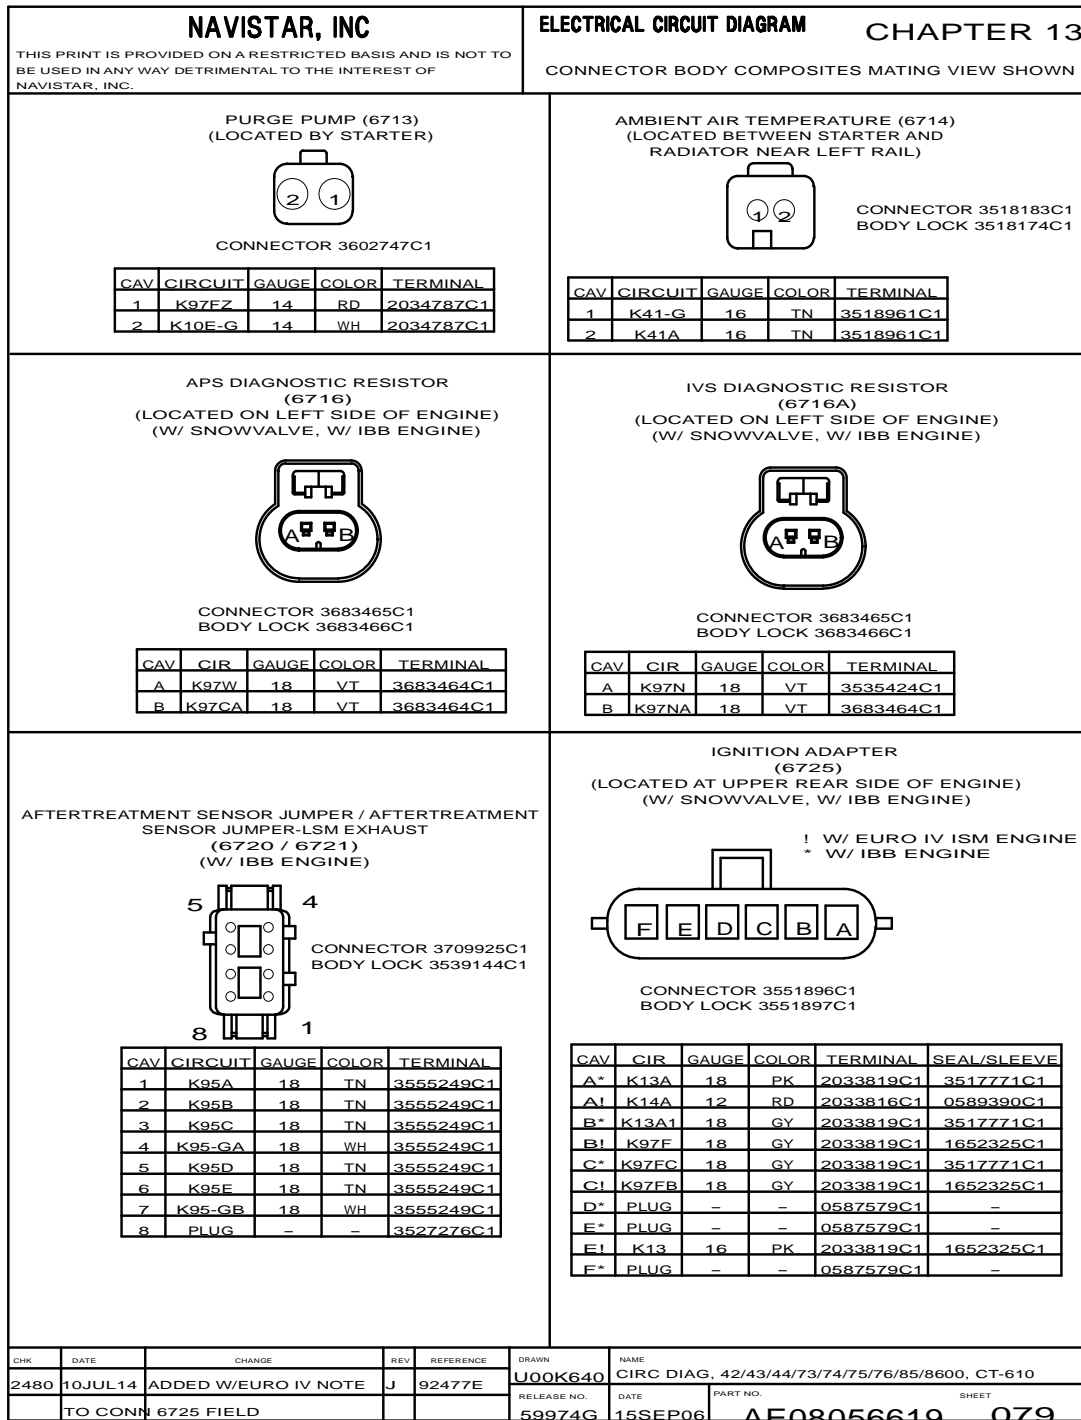 NAVISTAR, INC
THIS PRINT IS PROVIDED ON A RESTRICTED BASIS AND IS NOT TO
BE USED IN ANY WAY DETRIMENTAL TO THE INTEREST OF
NAVISTAR, INC.
ELECTRICAL CIRCUIT DIAGRAM CHAPTER 13
CONNECTOR BODY COMPOSITES MATING VIEW SHOWN
PURGE PUMP (6713)
(LOCATED BY STARTER)
2 1
CONNECTOR 3602747C1
CAV CIRCUIT GAUGE COLOR TERMINAL
1 K97FZ 14 RD 2034787C1
2 K10E-G 14 WH 2034787C1
AMBIENT AIR TEMPERATURE (6714)
(LOCATED BETWEEN STARTER AND
RADIATOR NEAR LEFT RAIL)
1 2
CONNECTOR 3518183C1
BODY LOCK 3518174C1
CAV CIRCUIT GAUGE COLOR TERMINAL
1 K41-G 16 TN 3518961C1
2 K41A 16 TN 3518961C1
APS DIAGNOSTIC RESISTOR
(6716)
(LOCATED ON LEFT SIDE OF ENGINE)
(W/ SNOWVALVE, W/ IBB ENGINE)
A B
CONNECTOR 3683465C1
BODY LOCK 3683466C1
CAV CIR GAUGE COLOR TERMINAL
A K97W 18 VT 3683464C1
B K97CA 18 VT 3683464C1
IVS DIAGNOSTIC RESISTOR
(6716A)
(LOCATED ON LEFT SIDE OF ENGINE)
(W/ SNOWVALVE, W/ IBB ENGINE)
A B
CONNECTOR 3683465C1
BODY LOCK 3683466C1
CAV CIR GAUGE COLOR TERMINAL
A K97N 18 VT 3535424C1
B K97NA 18 VT 3683464C1
AFTERTREATMENT SENSOR JUMPER / AFTERTREATMENT
SENSOR JUMPER-LSM EXHAUST
(6720 / 6721)
(W/ IBB ENGINE)
5 4
CONNECTOR 3709925C1
BODY LOCK 3539144C1
8 1
CAV CIRCUIT GAUGE COLOR TERMINAL
1 K95A 18 TN 3555249C1
2 K95B 18 TN 3555249C1
3 K95C 18 TN 3555249C1
4 K95-GA 18 WH 3555249C1
5 K95D 18 TN 3555249C1
6 K95E 18 TN 3555249C1
7 K95-GB 18 WH 3555249C1
8 PLUG – – 3527276C1
IGNITION ADAPTER
(6725)
(LOCATED AT UPPER REAR SIDE OF ENGINE)
(W/ SNOWVALVE, W/ IBB ENGINE)
! W/ EURO IV ISM ENGINE
* W/ IBB ENGINE
F E D C B A
CONNECTOR 3551896C1
BODY LOCK 3551897C1
CAV CIR GAUGE COLOR TERMINAL SEAL/SLEEVE
A* K13A 18 PK 2033819C1 3517771C1
A! K14A 12 RD 2033816C1 0589390C1
B* K13A1 18 GY 2033819C1 3517771C1
B! K97F 18 GY 2033819C1 1652325C1
C* K97FC 18 GY 2033819C1 3517771C1
C! K97FB 18 GY 2033819C1 1652325C1
D* PLUG – – 0587579C1 –
E* PLUG – – 0587579C1 –
E! K13 16 PK 2033819C1 1652325C1
F* PLUG – – 0587579C1 –
CHK DATE CHANGE REV REFERENCE
2480 10JUL14 ADDED W/EURO IV NOTE J 92477E
TO CONN 6725 FIELD
DRAWN
U00K640
NAME
CIRC DIAG, 42/43/44/73/74/75/76/85/8600, CT-610
RELEASE NO.
59974G
DATE
15SEP06
PART NO.
AE08056619
SHEET
079